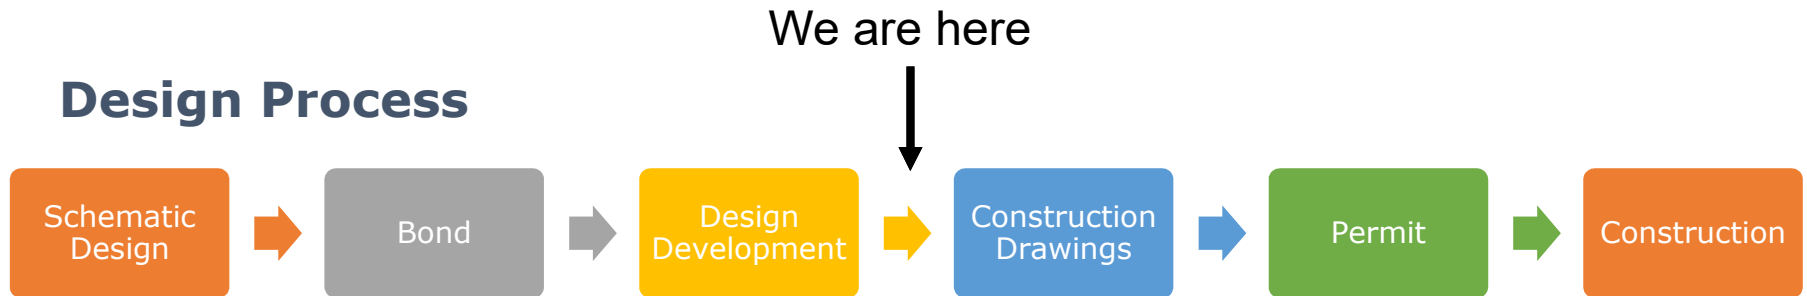 We are here
Design Process
Schematic
Design
Bond
Design
Development
Construction
Drawings
Permit
Construction